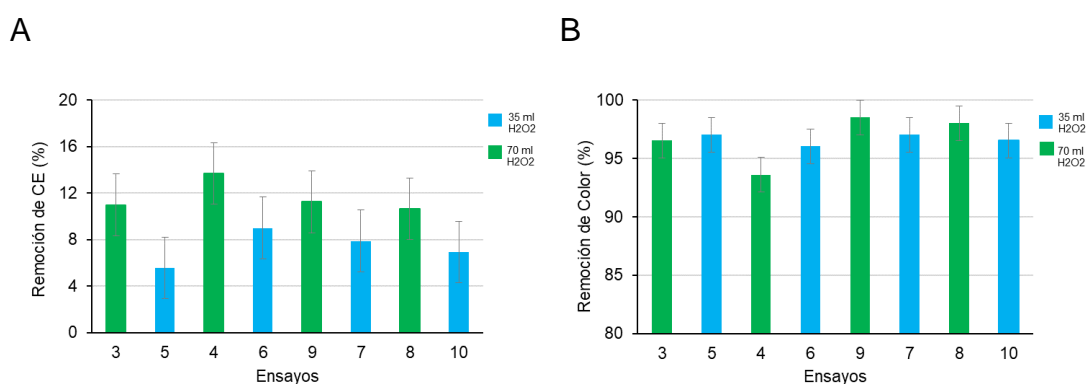 A
Remoción de CE (%)
20
16
12
8
4
0
3 5 4 6 9 7 8 10
Ensayos
35 ml
H2O2
70 ml
H2O2
B
Remoción de Color (%)
100
95
90
85
80
3 5 4 6 9 7 8 10
Ensayos
35 ml
H2O2
70 ml
H2O2